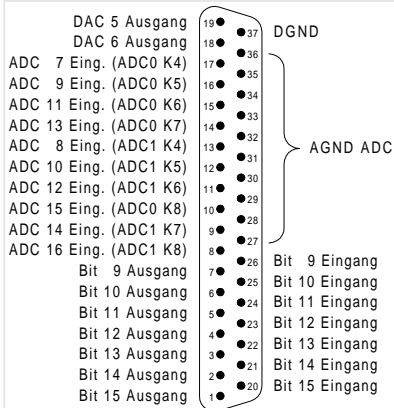 DAC 5 Ausgang 19 37 DGND
DAC 6 Ausgang 18 36
ADC 7 Eing. (ADC0 K4) 17 35
ADC 9 Eing. (ADC0 K5) 16 34
ADC 11 Eing. (ADC0 K6) 15 33
ADC 13 Eing. (ADC0 K7) 14 32
ADC 8 Eing. (ADC1 K4) 13 31 AGND ADC
ADC 10 Eing. (ADC1 K5) 12 30
ADC 12 Eing. (ADC1 K6) 11 29
ADC 15 Eing. (ADC0 K8) 10 28
ADC 14 Eing. (ADC1 K7) 9 27
ADC 16 Eing. (ADC1 K8) 8 26 Bit 9 Eingang
Bit 9 Ausgang 7 25 Bit 10 Eingang
Bit 10 Ausgang 6 24 Bit 11 Eingang
Bit 11 Ausgang 5 23 Bit 12 Eingang
Bit 12 Ausgang 4 22 Bit 13 Eingang
Bit 13 Ausgang 3 21 Bit 14 Eingang
Bit 14 Ausgang 2 20 Bit 15 Eingang
Bit 15 Ausgang 1